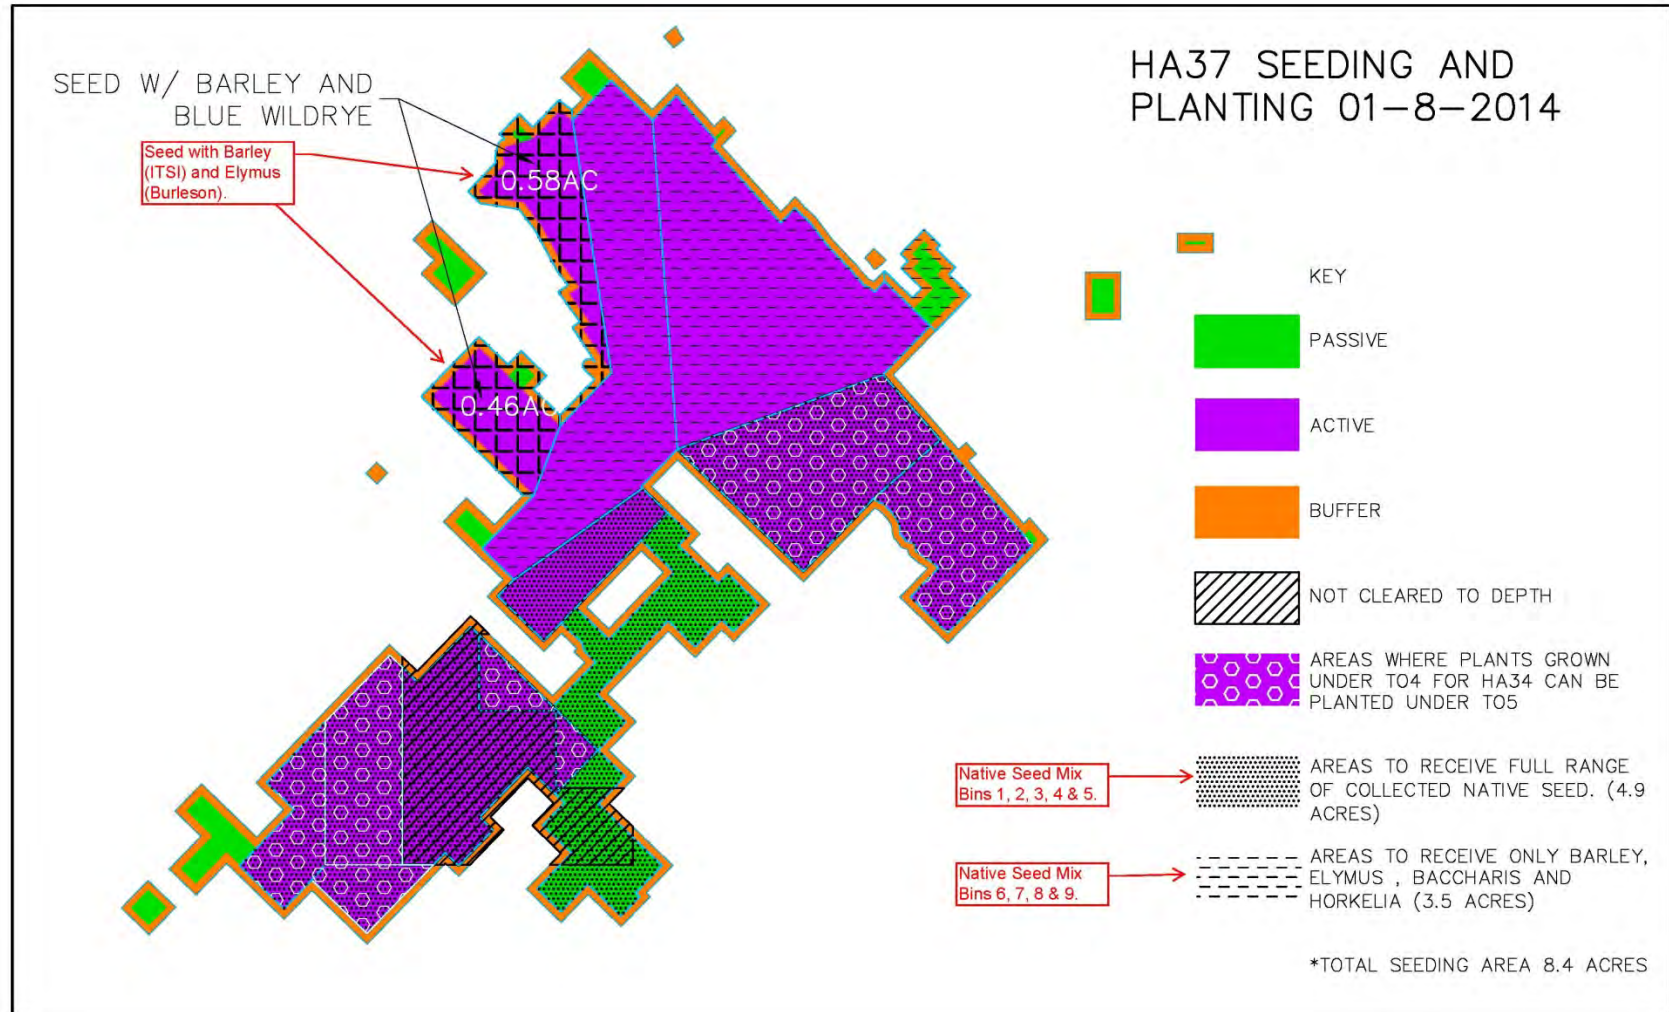 HA37 SEEDING AND
PLANTING 01-8-2014
SEED W/ BARLEY AND
BLUE WILDRYE
Seed with Barley
(ITSI) and Elymus
(Burleson).
0.58AC
0.46AC
KEY
PASSIVE
ACTIVE
BUFFER
NOT CLEARED TO DEPTH
AREAS WHERE PLANTS GROWN
UNDER TO4 FOR HA34 CAN BE
PLANTED UNDER TO5
Native Seed Mix
Bins 1, 2, 3, 4 & 5.
AREAS TO RECEIVE FULL RANGE
OF COLLECTED NATIVE SEED. (4.9
ACRES)
Native Seed Mix
Bins 6, 7, 8 & 9.
AREAS TO RECEIVE ONLY BARLEY,
ELYMUS , BACCHARIS AND
HORKELIA (3.5 ACRES)
*TOTAL SEEDING AREA 8.4 ACRES